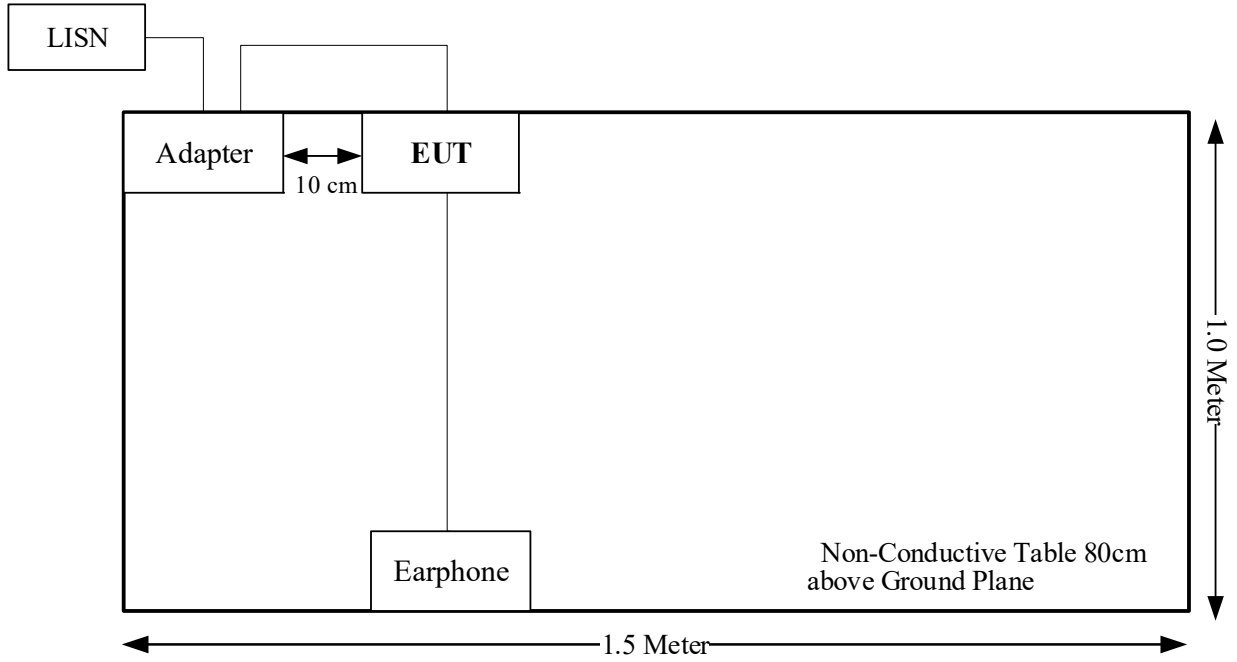 LISN
Adapter
EUT
10 cm
1.0 Meter
Earphone
Non-Conductive Table 80cm
above Ground Plane
1.5 Meter